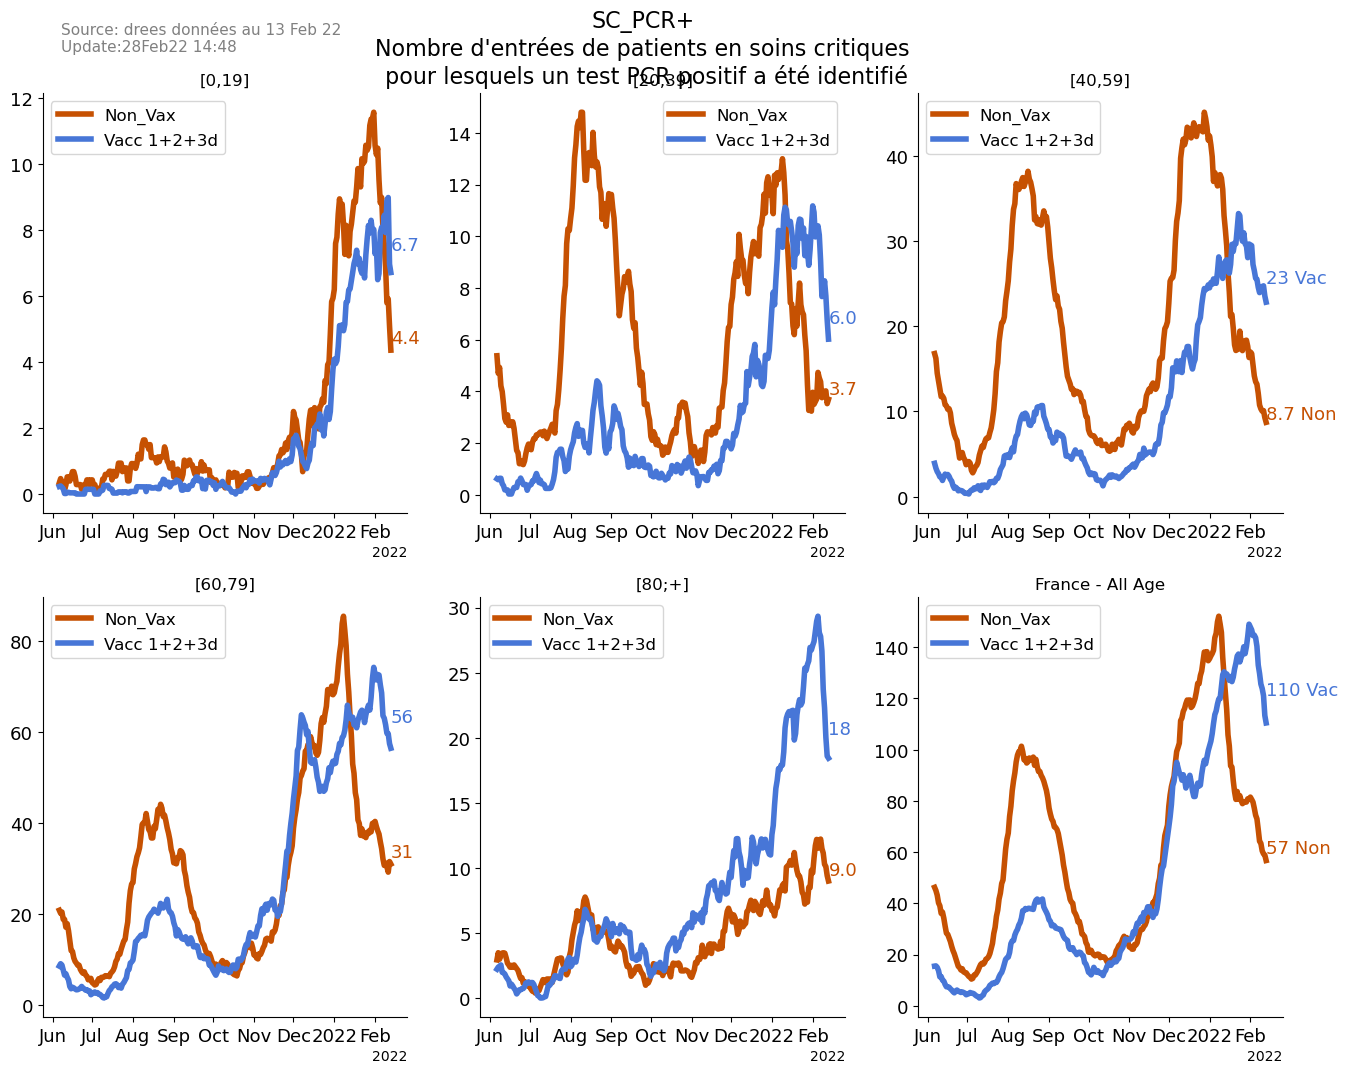 SC_PCR+
Source: drees données au 13 Feb 22
Update:28Feb22 14:48
Nombre d'entrées de patients en soins critiques
pour lesquels un test PCR positif a été identifié
[0,19]
[20,39]
[40,59]
12
10
8
6
4
2
0
Non_Vax
Vacc 1+2+3d
6.7
4.4
Jun Jul Aug Sep Oct Nov Dec 2022 Feb
2022
14
12
10
8
6
4
2
0
Non_Vax
Vacc 1+2+3d
6.0
3.7
Jun Jul Aug Sep Oct Nov Dec 2022 Feb
2022
40
30
20
10
0
Non_Vax
Vacc 1+2+3d
23 Vac
8.7 Non
Jun Jul Aug Sep Oct Nov Dec 2022 Feb
2022
[60,79]
[80;+]
France - All Age
80
60
40
20
0
Non_Vax
Vacc 1+2+3d
56
31
Jun Jul Aug Sep Oct Nov Dec 2022 Feb
2022
30
25
20
15
10
5
0
Non_Vax
Vacc 1+2+3d
18
9.0
Jun Jul Aug Sep Oct Nov Dec 2022 Feb
2022
140
120
100
80
60
40
20
0
Non_Vax
Vacc 1+2+3d
110 Vac
57 Non
Jun Jul Aug Sep Oct Nov Dec 2022 Feb
2022